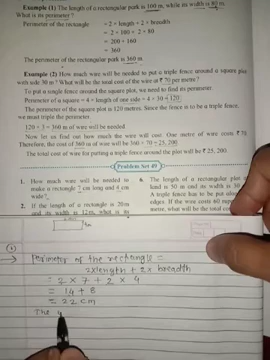 Example (1) The length of a rectangular park is 100 m, while its width is 80 m.
What is its perimeter ?
Perimeter of the rectangle = 2 × length + 2 × breadth
= 2 × 100 + 2 × 80
= 200 + 160
= 360
The perimeter of the rectangular park is 360 m
Example (2) How much wire will be needed to put a triple fence around a square plot
with side 30 m ? What will be the total cost of the wire at ₹ 70 per metre ?
To put a single fence around the square plot, we need to find its perimeter
Perimeter of a square = 4 × length of one side = 4 × 30 = 120
The perimeter of the square plot is 120 metres. Since the fence is to be a triple fence,
we must triple the perimeter.
120 × 3 = 360 m of wire will be needed
Now let us find out how much the wire will cost. One metre of wire costs ₹ 70
Therefore, the cost of 360 m of wire will be 360 × 70 = 25, 200
The total cost of wire for putting a triple fence around the plot will be ₹ 25, 200.
Problem Set 40
1. How much wire will be needed to
make a rectangle 7 cm long and 4 cm
wide ?
2. If the length of a rectangle is 20m
and its width is 12m, what is its
6. The length of a rectangular plot
land is 50 m and its width is
A triple fence has to be put
edges. If the wire costs 60
metre, what will be the total
4m
Perimeter of the rectangle =
2×length + 2× breadth
= 2 × 7 + 2 × 4
= 14 + 8
= 22 cm
The